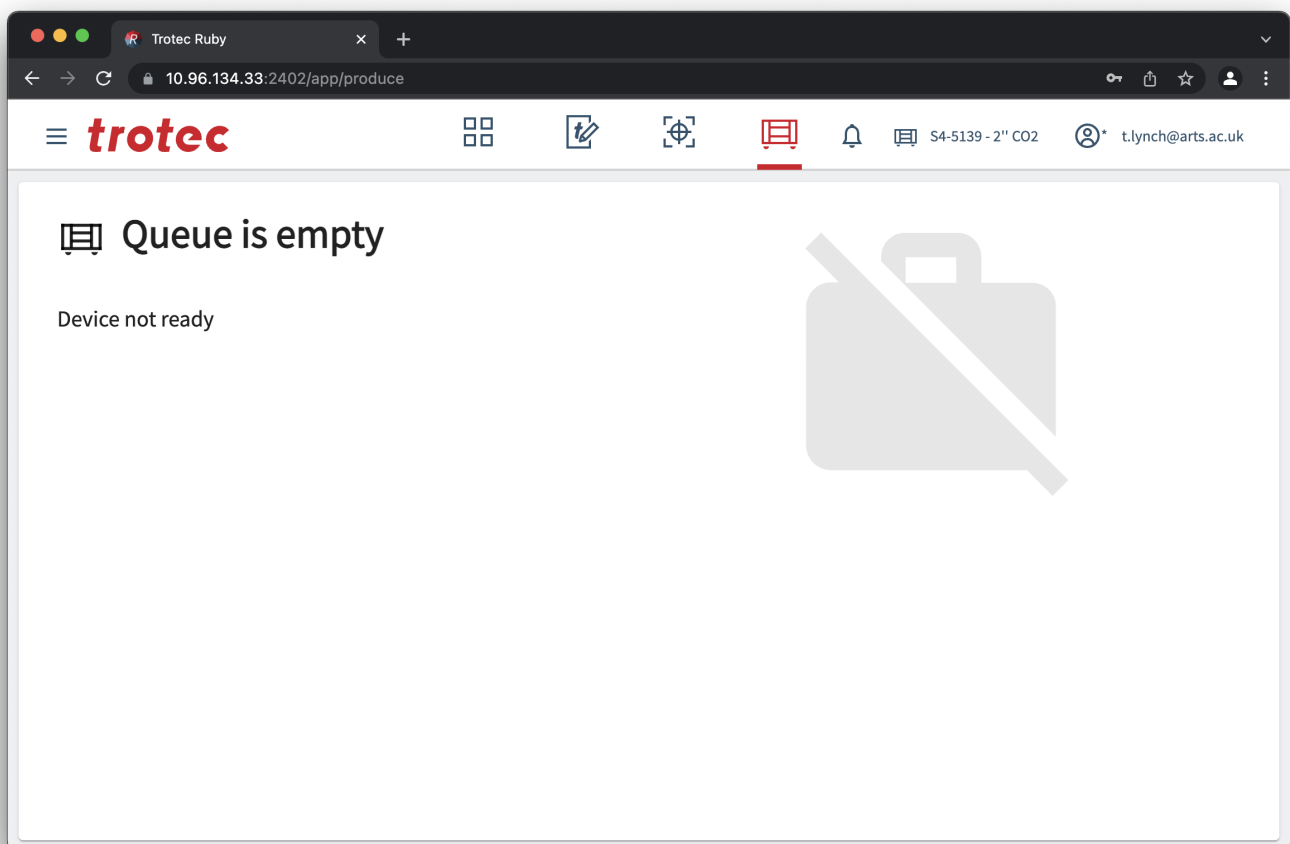 Trotec Ruby
10.96.134.33:2402/app/produce
trotec
S4-5139 - 2'' CO2
* t.lynch@arts.ac.uk
Queue is empty
Device not ready